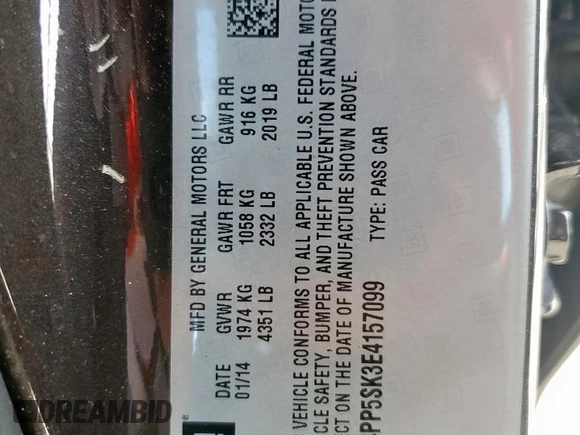 MFD BY GENERAL MOTORS LLC
DATE GVWR GAWR FRT GAWR RR
01/14 1974 KG 1058 KG 916 KG
4351 LB 2332 LB 2019 LB
VEHICLE CONFORMS TO ALL APPLICABLE U.S. FEDERAL MOTO
CLE SAFETY, BUMPER, AND THEFT PREVENTION STANDARDS
CT ON THE DATE OF MANUFACTURE SHOWN ABOVE.
PP5SK3E4157099 TYPE: PASS CAR
DREAMBID